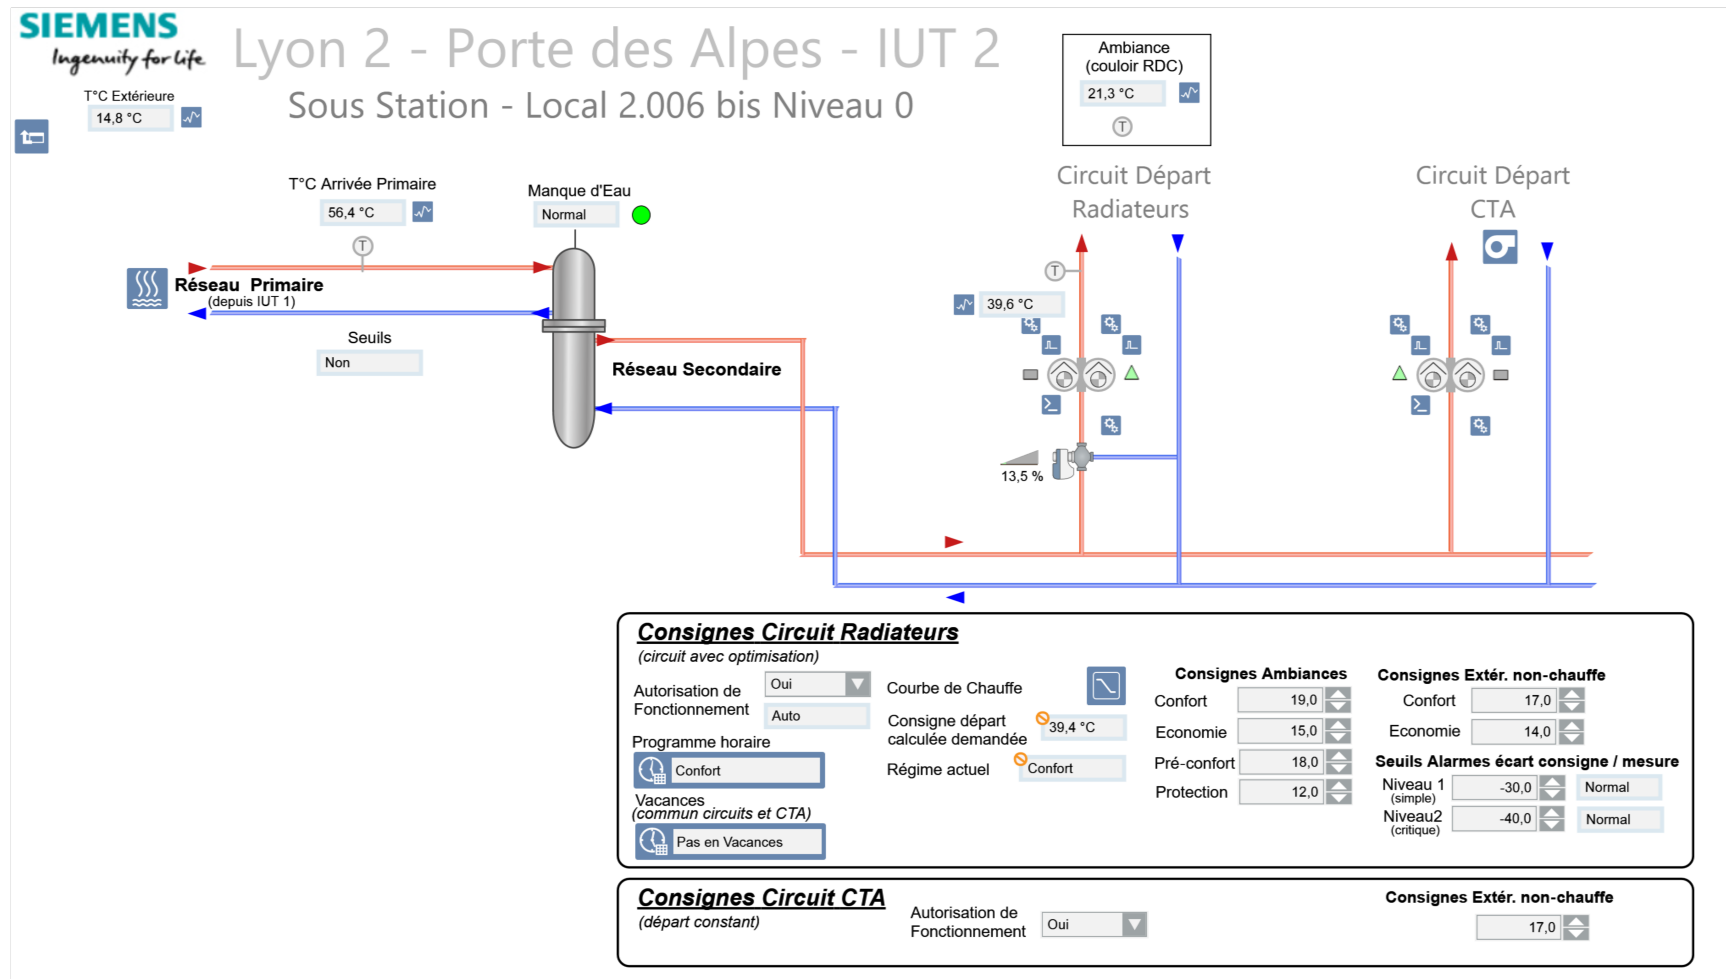 SIEMENS
Ingenuity for life
Lyon 2 - Porte des Alpes - IUT 2
Sous Station - Local 2.006 bis Niveau 0
T°C Extérieure
14,8 °C
Ambiance
(couloir RDC)
21,3 °C
T
T°C Arrivée Primaire
56,4 °C
T
Manque d'Eau
Normal
Réseau Primaire
(depuis IUT 1)
Seuils
Non
Réseau Secondaire
Circuit Départ
Radiateurs
T
39,6 °C
13,5 %
Circuit Départ
CTA
Consignes Circuit Radiateurs
(circuit avec optimisation)
Autorisation de
Fonctionnement
Oui
Auto
Programme horaire
Confort
Vacances
(commun circuits et CTA)
Pas en Vacances
Courbe de Chauffe
Consigne départ
calculée demandée
39,4 °C
Régime actuel
Confort
Consignes Ambiances
Confort
19,0
Economie
15,0
Pré-confort
18,0
Protection
12,0
Consignes Extér. non-chauffe
Confort
17,0
Economie
14,0
Seuils Alarmes écart consigne / mesure
Niveau 1
(simple)
-30,0
Normal
Niveau2
(critique)
-40,0
Normal
Consignes Circuit CTA
(départ constant)
Autorisation de
Fonctionnement
Oui
Consignes Extér. non-chauffe
17,0